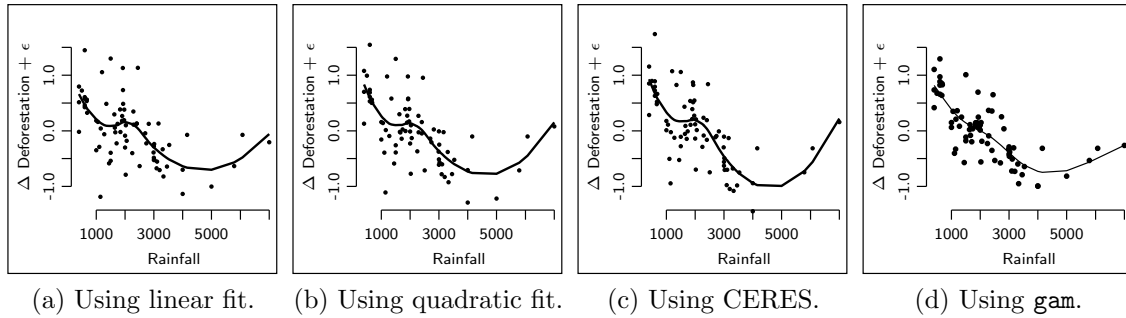 Δ Deforestation + ϵ
1.0
0.0
-1.0
1000 3000 5000
Rainfall
(a) Using linear fit.
Δ Deforestation + ϵ
1.0
0.0
-1.0
1000 3000 5000
Rainfall
(b) Using quadratic fit.
Δ Deforestation + ϵ
1.0
0.0
-1.0
1000 3000 5000
Rainfall
(c) Using CERES.
Δ Deforestation + ϵ
1.0
0.0
-1.0
1000 3000 5000
Rainfall
(d) Using gam.